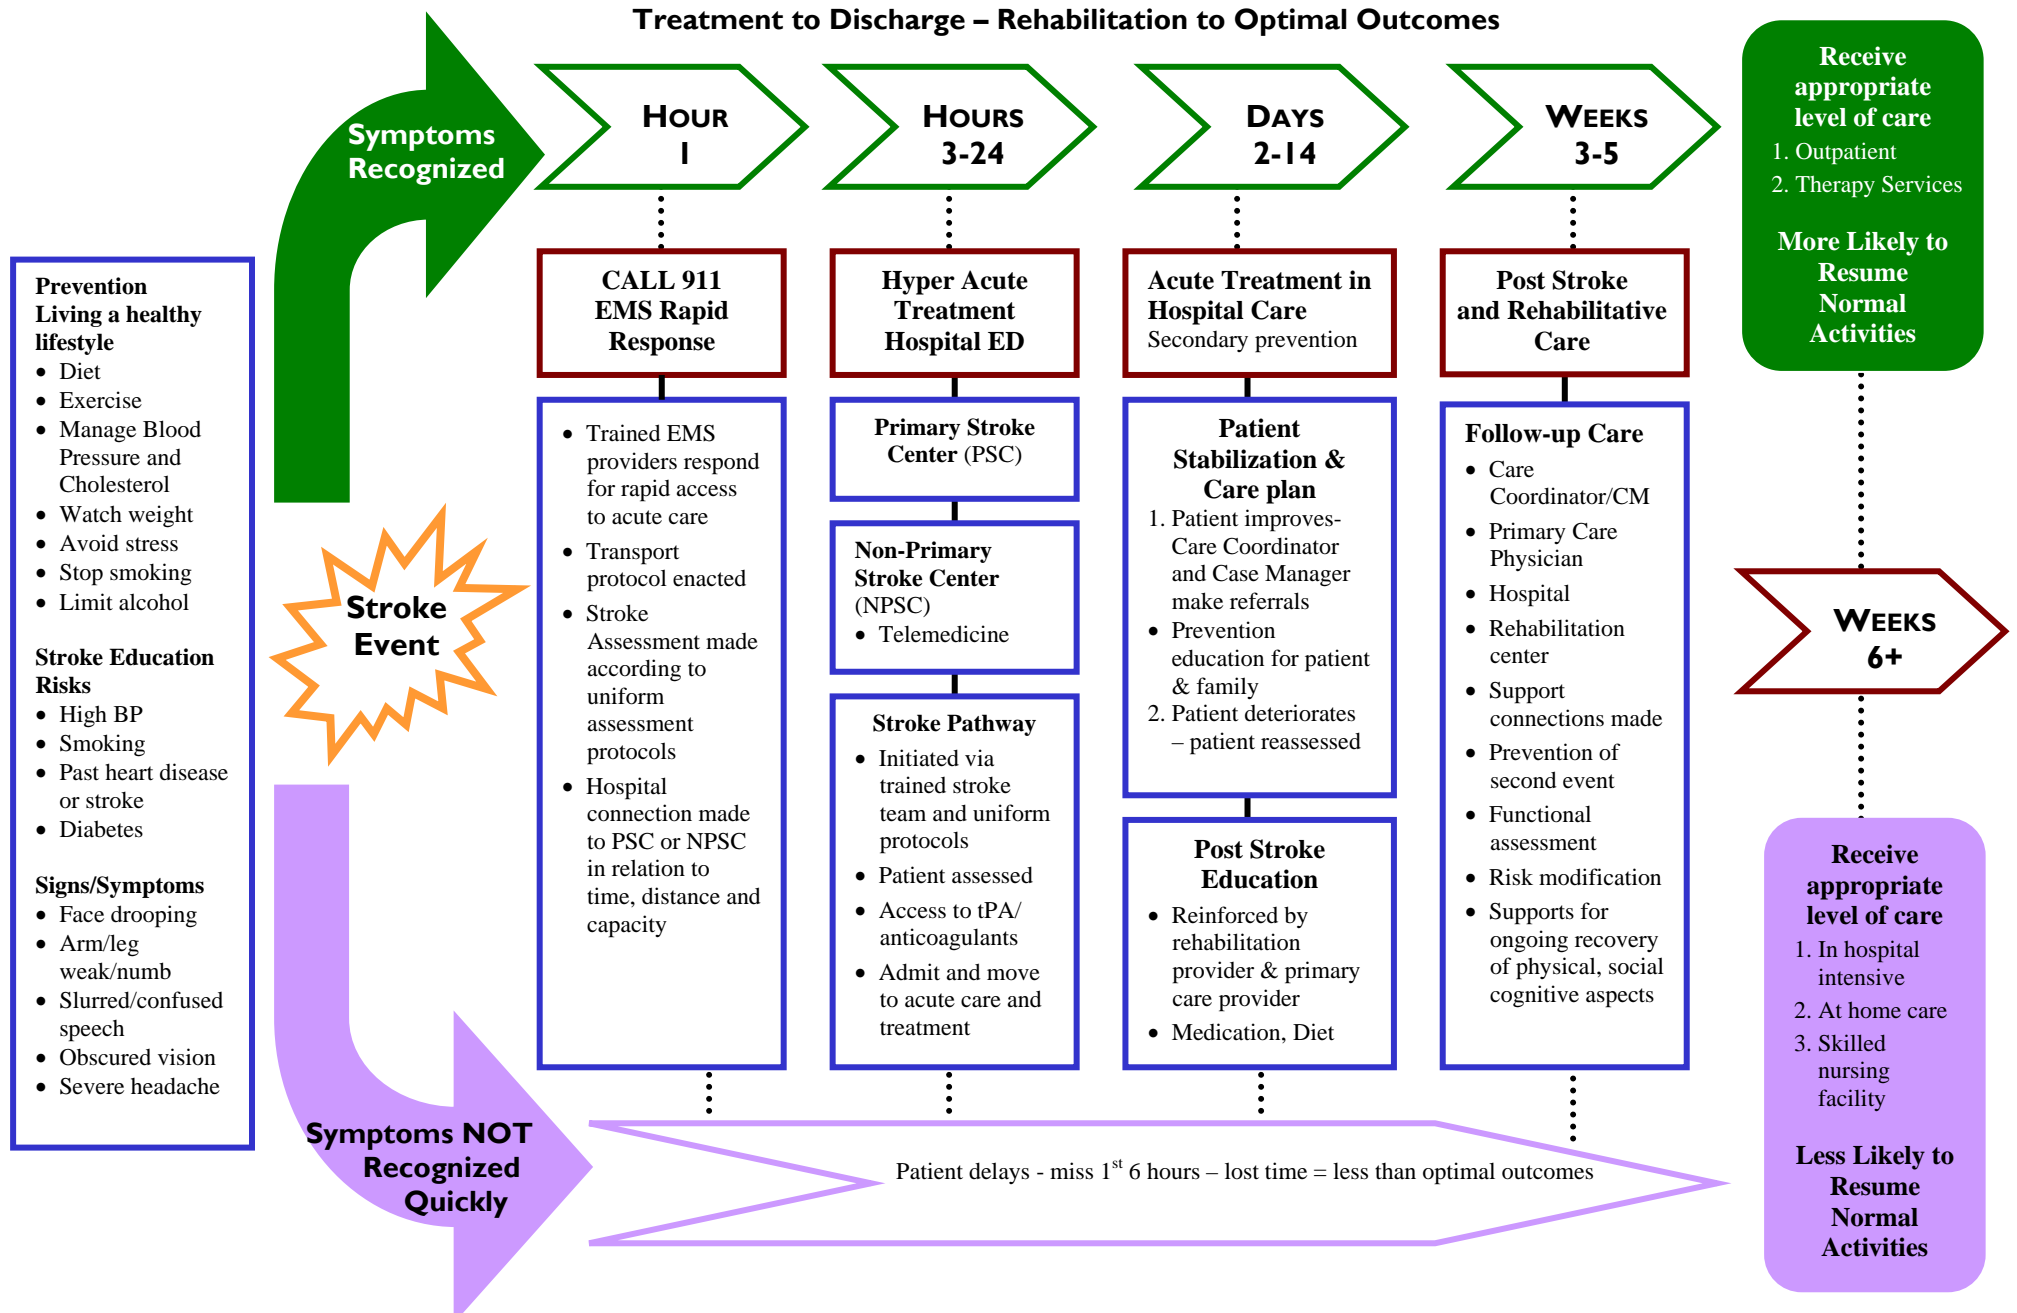 Treatment to Discharge – Rehabilitation to Optimal Outcomes
Prevention
Living a healthy
lifestyle
• Diet
• Exercise
• Manage Blood
Pressure and
Cholesterol
• Watch weight
• Avoid stress
• Stop smoking
• Limit alcohol
Stroke Education
Risks
• High BP
• Smoking
• Past heart disease
or stroke
• Diabetes
Signs/Symptoms
• Face drooping
• Arm/leg
weak/numb
• Slurred/confused
speech
• Obscured vision
• Severe headache
Stroke
Event
Symptoms
Recognized
HOUR
1
CALL 911
EMS Rapid
Response
• Trained EMS
providers respond
for rapid access
to acute care
• Transport
protocol enacted
• Stroke
Assessment made
according to
uniform
assessment
protocols
• Hospital
connection made
to PSC or NPSC
in relation to
time, distance and
capacity
HOURS
3-24
Hyper Acute
Treatment
Hospital ED
Primary Stroke
Center (PSC)
Non-Primary
Stroke Center
(NPSC)
• Telemedicine
Stroke Pathway
• Initiated via
trained stroke
team and uniform
protocols
• Patient assessed
• Access to tPA/
anticoagulants
• Admit and move
to acute care and
treatment
DAYS
2-14
Acute Treatment in
Hospital Care
Secondary prevention
Patient
Stabilization &
Care plan
1. Patient improves-
Care Coordinator
and Case Manager
make referrals
• Prevention
education for patient
& family
2. Patient deteriorates
– patient reassessed
Post Stroke
Education
• Reinforced by
rehabilitation
provider & primary
care provider
• Medication, Diet
WEEKS
3-5
Post Stroke
and Rehabilitative
Care
Follow-up Care
• Care
Coordinator/CM
• Primary Care
Physician
• Hospital
• Rehabilitation
center
• Support
connections made
• Prevention of
second event
• Functional
assessment
• Risk modification
• Supports for
ongoing recovery
of physical, social
cognitive aspects
Receive
appropriate
level of care
1. Outpatient
2. Therapy Services
More Likely to
Resume
Normal
Activities
WEEKS
6+
Symptoms NOT
Recognized
Quickly
Patient delays - miss 1st 6 hours – lost time = less than optimal outcomes
Receive
appropriate
level of care
1. In hospital
intensive
2. At home care
3. Skilled
nursing
facility
Less Likely to
Resume
Normal
Activities